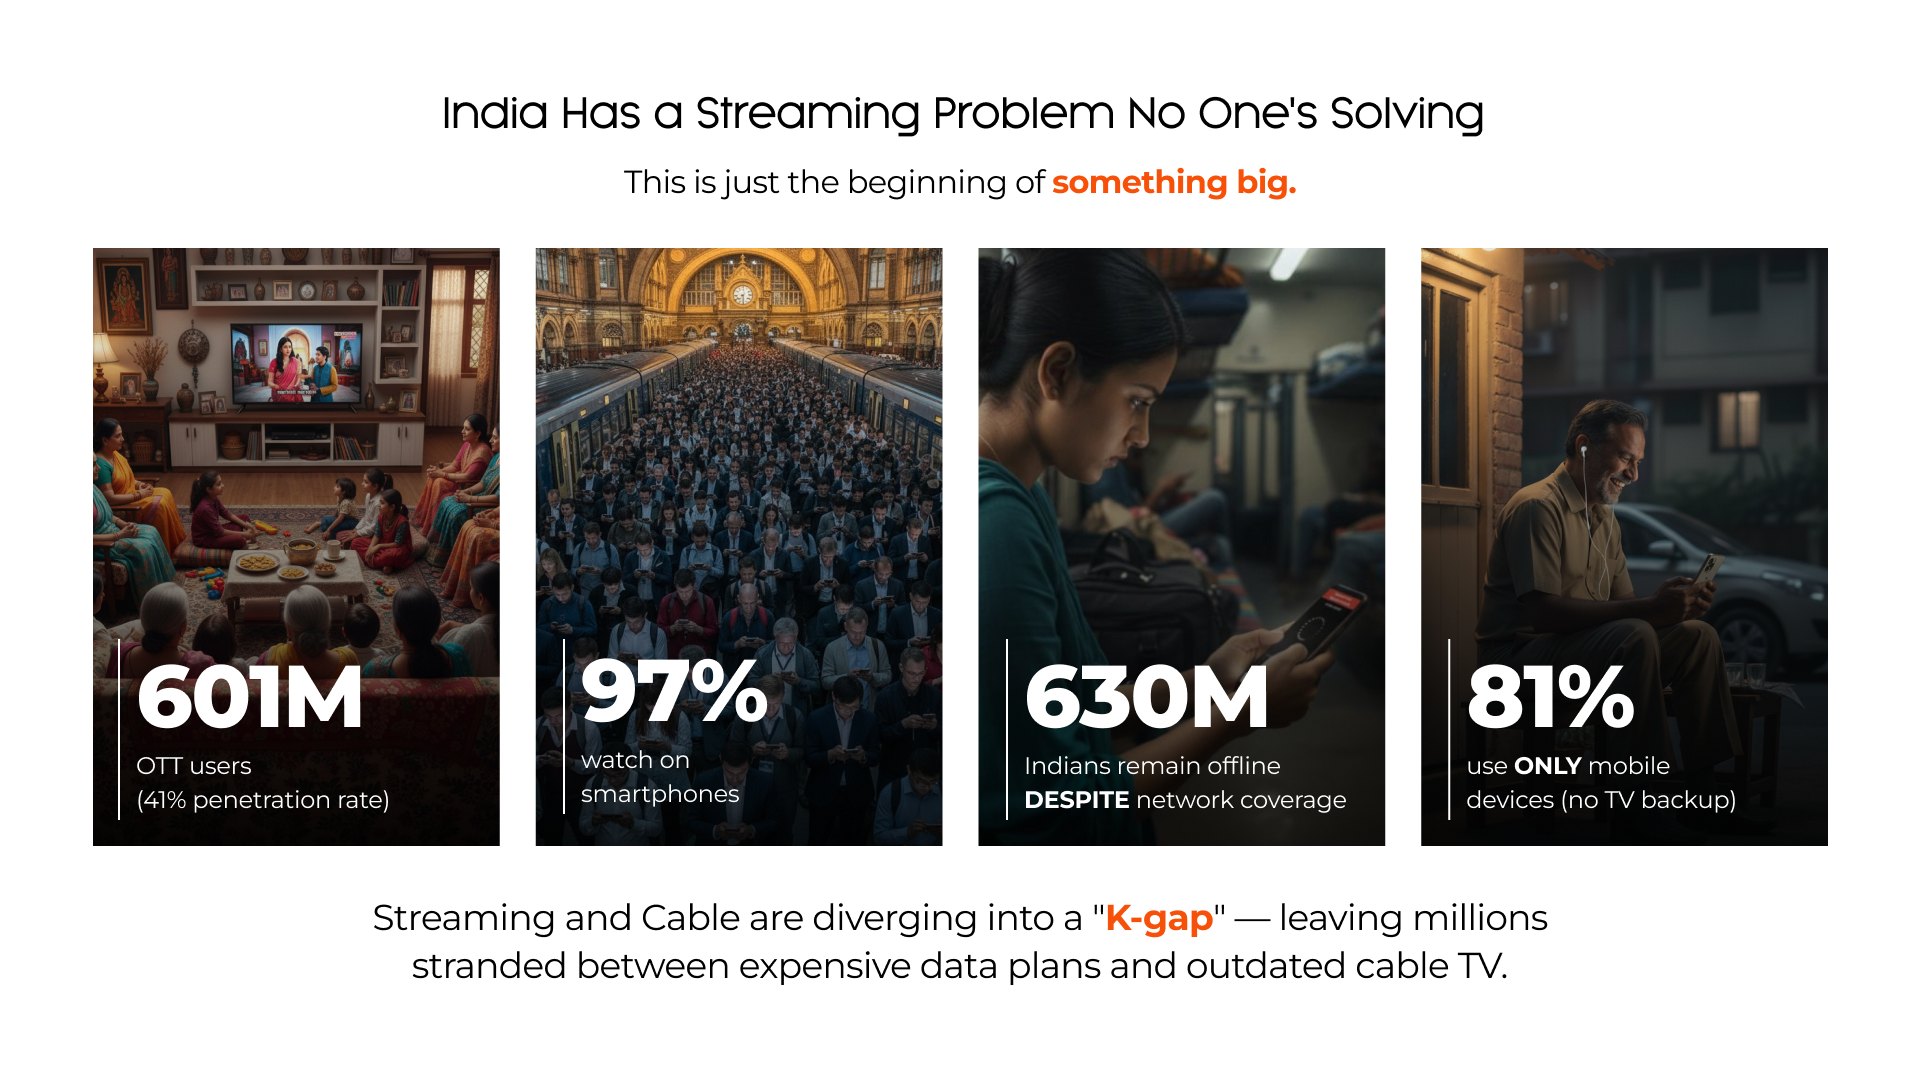 India Has a Streaming Problem No One's Solving
This is just the beginning of something big.
601M
OTT users
(41% penetration rate)
97%
watch on
smartphones
630M
Indians remain offline
DESPITE network coverage
81%
use ONLY mobile
devices (no TV backup)
Streaming and Cable are diverging into a "K-gap" — leaving millions
stranded between expensive data plans and outdated cable TV.